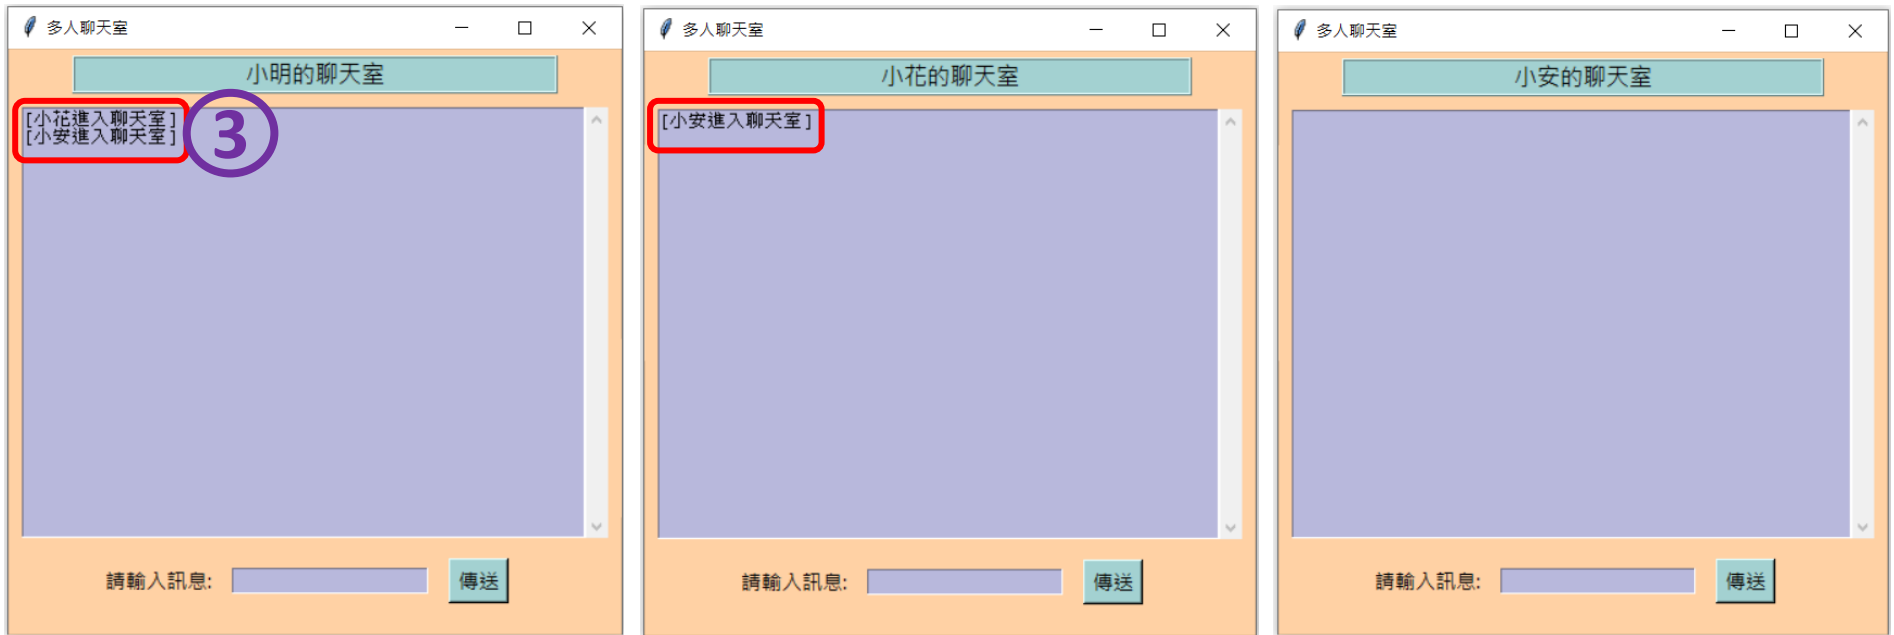 多人聊天室
小明的聊天室
[小花進入聊天室]
[小安進入聊天室]
③
請輸入訊息:
傳送
多人聊天室
小花的聊天室
[小安進入聊天室]
請輸入訊息:
傳送
多人聊天室
小安的聊天室
請輸入訊息:
傳送